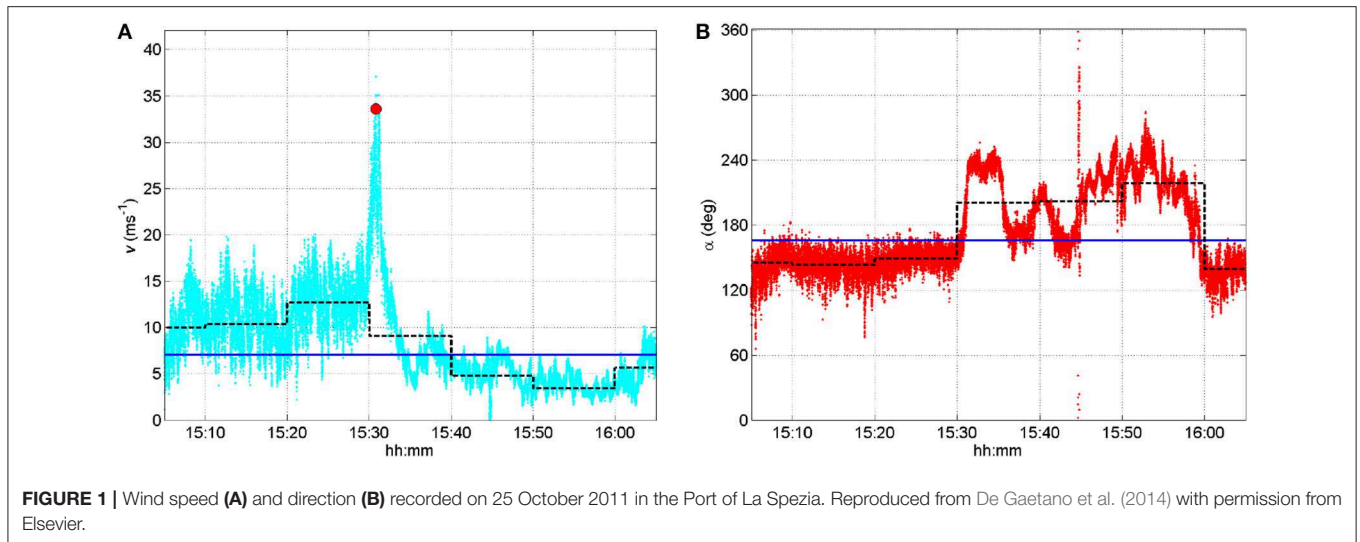 A
40
35
30
25
20
15
10
5
0
v (ms-1)
15:10 15:20 15:30 15:40 15:50 16:00
hh:mm
B
360
300
240
180
120
60
0
α (deg)
15:10 15:20 15:30 15:40 15:50 16:00
hh:mm
FIGURE 1 | Wind speed (A) and direction (B) recorded on 25 October 2011 in the Port of La Spezia. Reproduced from De Gaetano et al. (2014) with permission from
Elsevier.